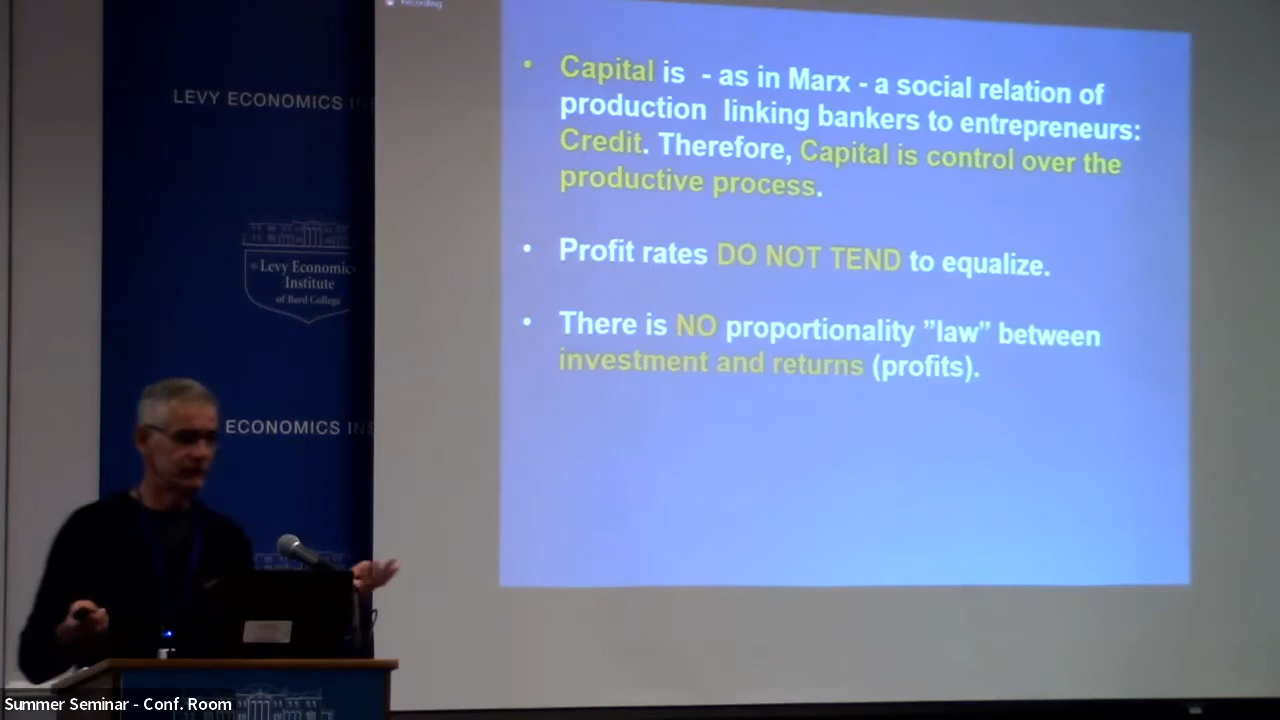 Recording
LEVY ECONOMICS IN
Levy Economics
Institute
of Bard College
ECONOMICS INS
• Capital is - as in Marx - a social relation of
production linking bankers to entrepreneurs:
Credit. Therefore, Capital is control over the
productive process.
• Profit rates DO NOT TEND to equalize.
• There is NO proportionality ”law” between
investment and returns (profits).
Summer Seminar - Conf. Room